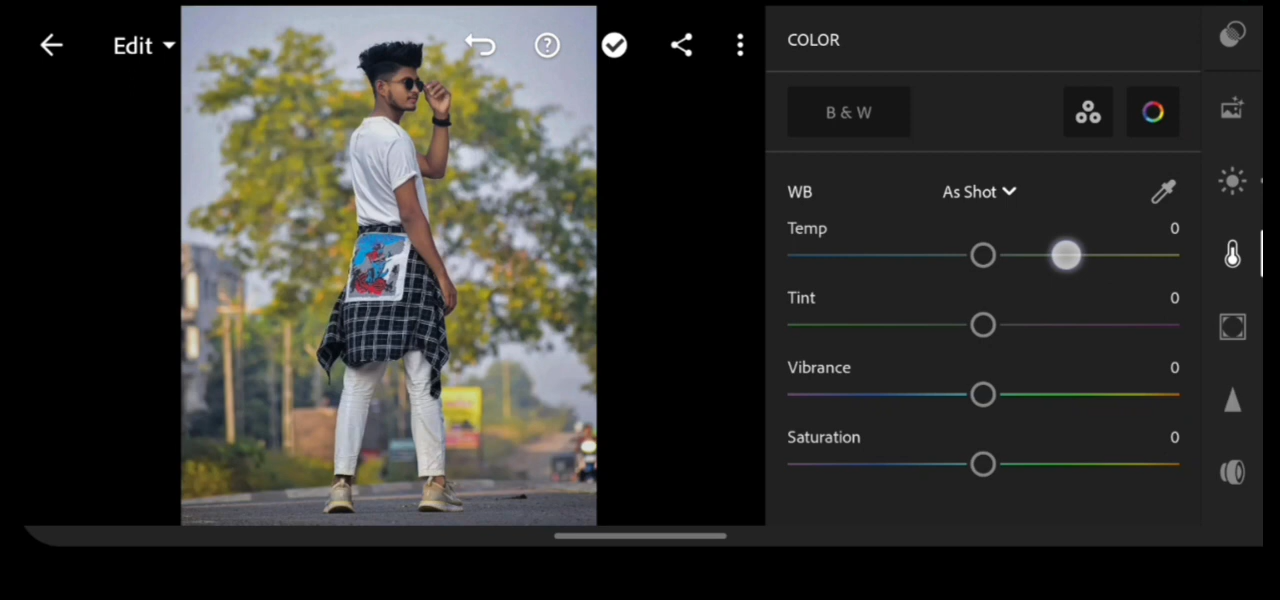 Edit
COLOR
B & W
WB As Shot
Temp 0
Tint 0
Vibrance 0
Saturation 0